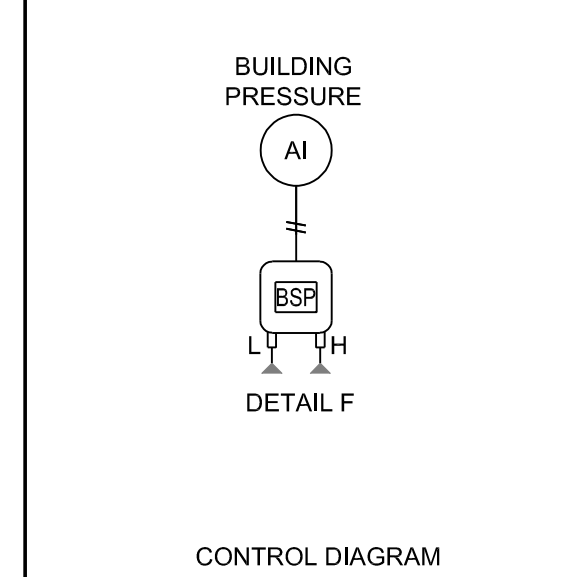 BUILDING
PRESSURE
AI
BSP
L H
DETAIL F
CONTROL DIAGRAM